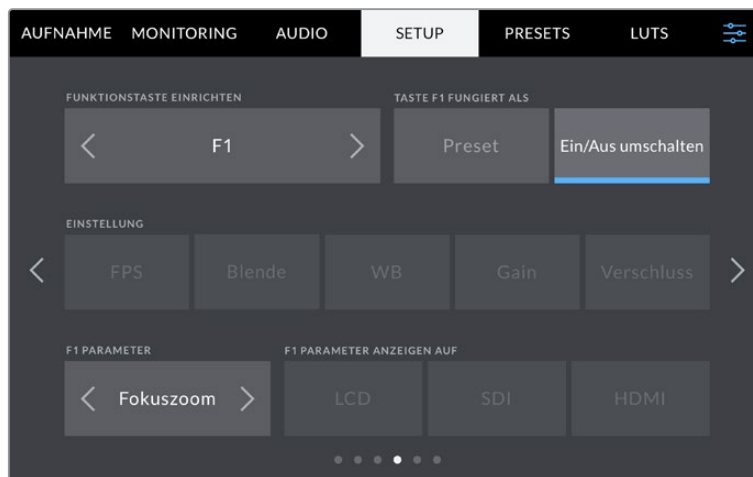 AUFNAHME MONITORING AUDIO SETUP PRESETS LUTS
FUNKTIONSTASTE EINRICHTEN TASTE F1 FUNGIERT ALS
F1 Preset Ein/Aus umschalten
EINSTELLUNG
FPS Blende WB Gain Verschluss
F1 PARAMETER F1 PARAMETER ANZEIGEN AUF
Fokuszoom LCD SDI HDMI